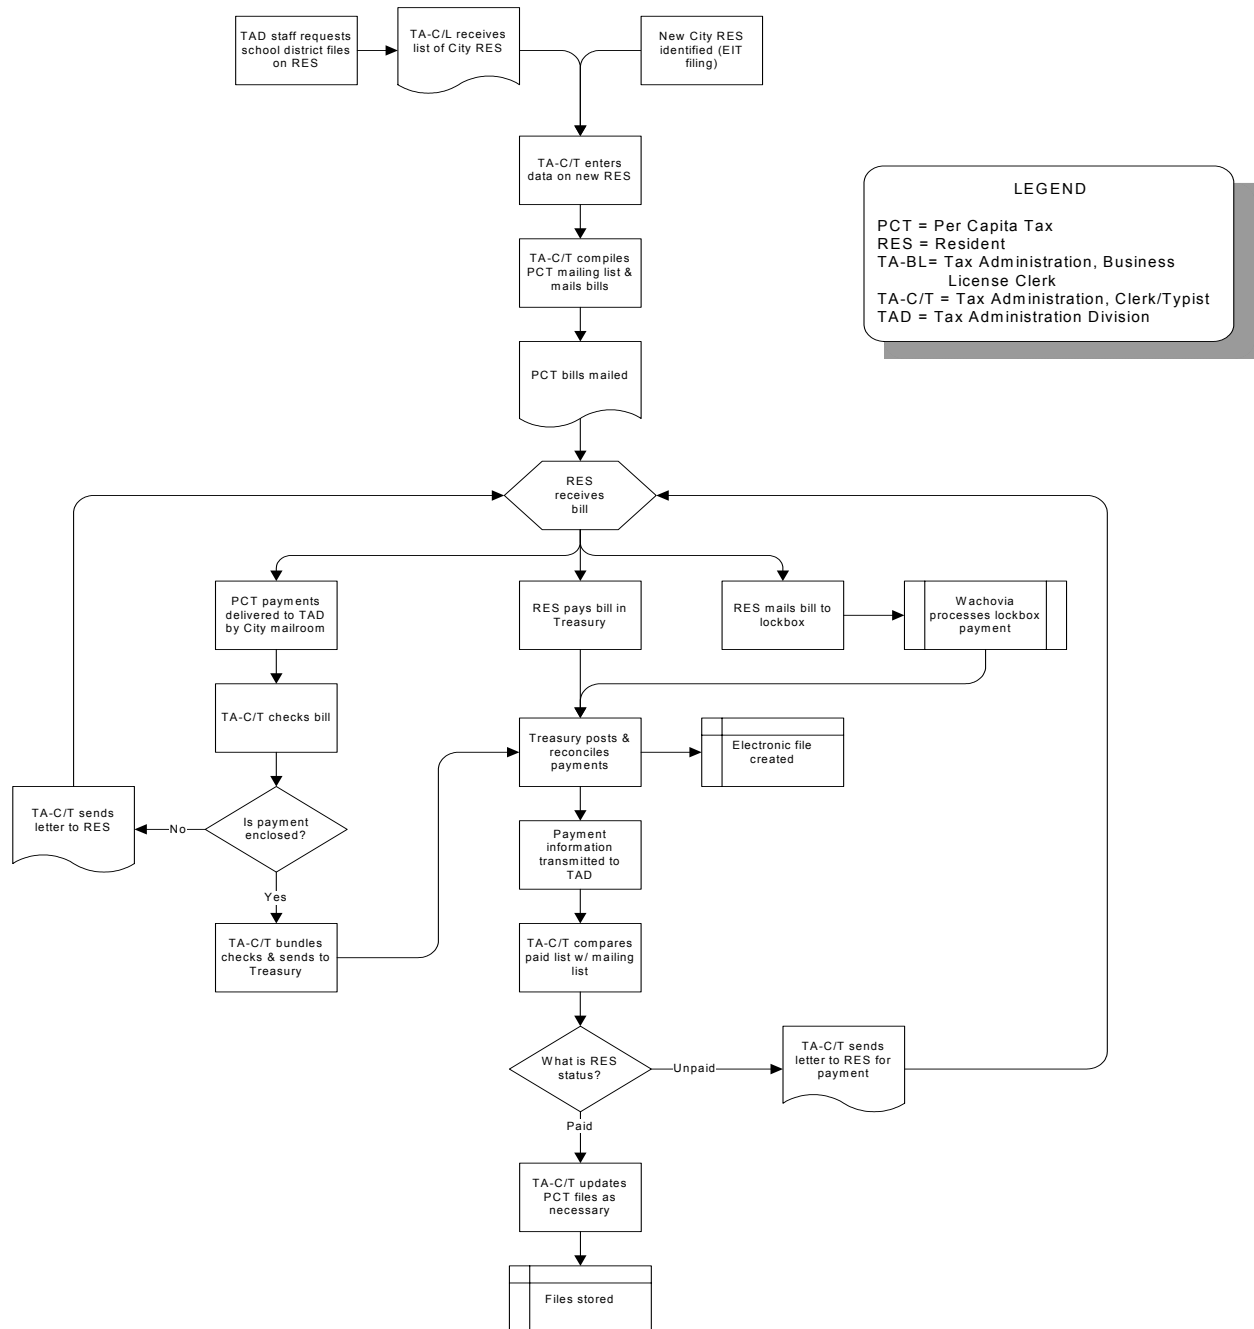 TAD staff requests
school district files
on RES
TA-C/L receives
list of City RES
New City RES
identified (EIT
filing)
TA-C/T enters
data on new RES
LEGEND
PCT = Per Capita Tax
RES = Resident
TA-BL= Tax Administration, Business
License Clerk
TA-C/T = Tax Administration, Clerk/Typist
TAD = Tax Administration Division
TA-C/T compiles
PCT mailing list &
mails bills
PCT bills mailed
RES
receives
bill
PCT payments
delivered to TAD
by City mailroom
RES pays bill in
Treasury
RES mails bill to
lockbox
Wachovia
processes lockbox
payment
TA-C/T checks bill
Treasury posts &
reconciles
payments
Electronic file
created
TA-C/T sends
letter to RES
No
Is payment
enclosed?
Yes
Payment
information
transmitted to
TAD
TA-C/T bundles
checks & sends to
Treasury
TA-C/T compares
paid list w/ mailing
list
What is RES
status?
Unpaid
TA-C/T sends
letter to RES for
payment
Paid
TA-C/T updates
PCT files as
necessary
Files stored